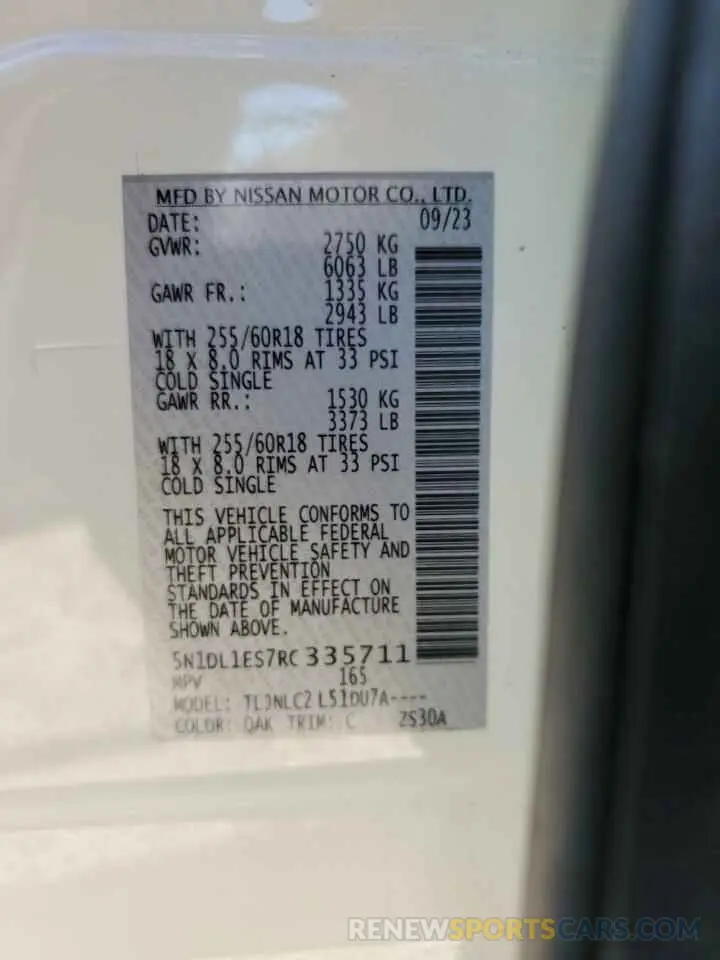 MFD BY NISSAN MOTOR CO., LTD.
DATE: 09/23
GVWR: 2750 KG
6063 LB
GAWR FR.: 1335 KG
2943 LB
WITH 255/60R18 TIRES
18 X 8.0 RIMS AT 33 PSI
COLD SINGLE
GAWR RR.: 1530 KG
3373 LB
WITH 255/60R18 TIRES
18 X 8.0 RIMS AT 33 PSI
COLD SINGLE
THIS VEHICLE CONFORMS TO
ALL APPLICABLE FEDERAL
MOTOR VEHICLE SAFETY AND
THEFT PREVENTION
STANDARDS IN EFFECT ON
THE DATE OF MANUFACTURE
SHOWN ABOVE.
5N1DL1ES7RC335711
MPV 165
MODEL: L51DU7A----
COLOR: QAK TRIM: C 2S30A
RENEWSPORTSCARS.COM